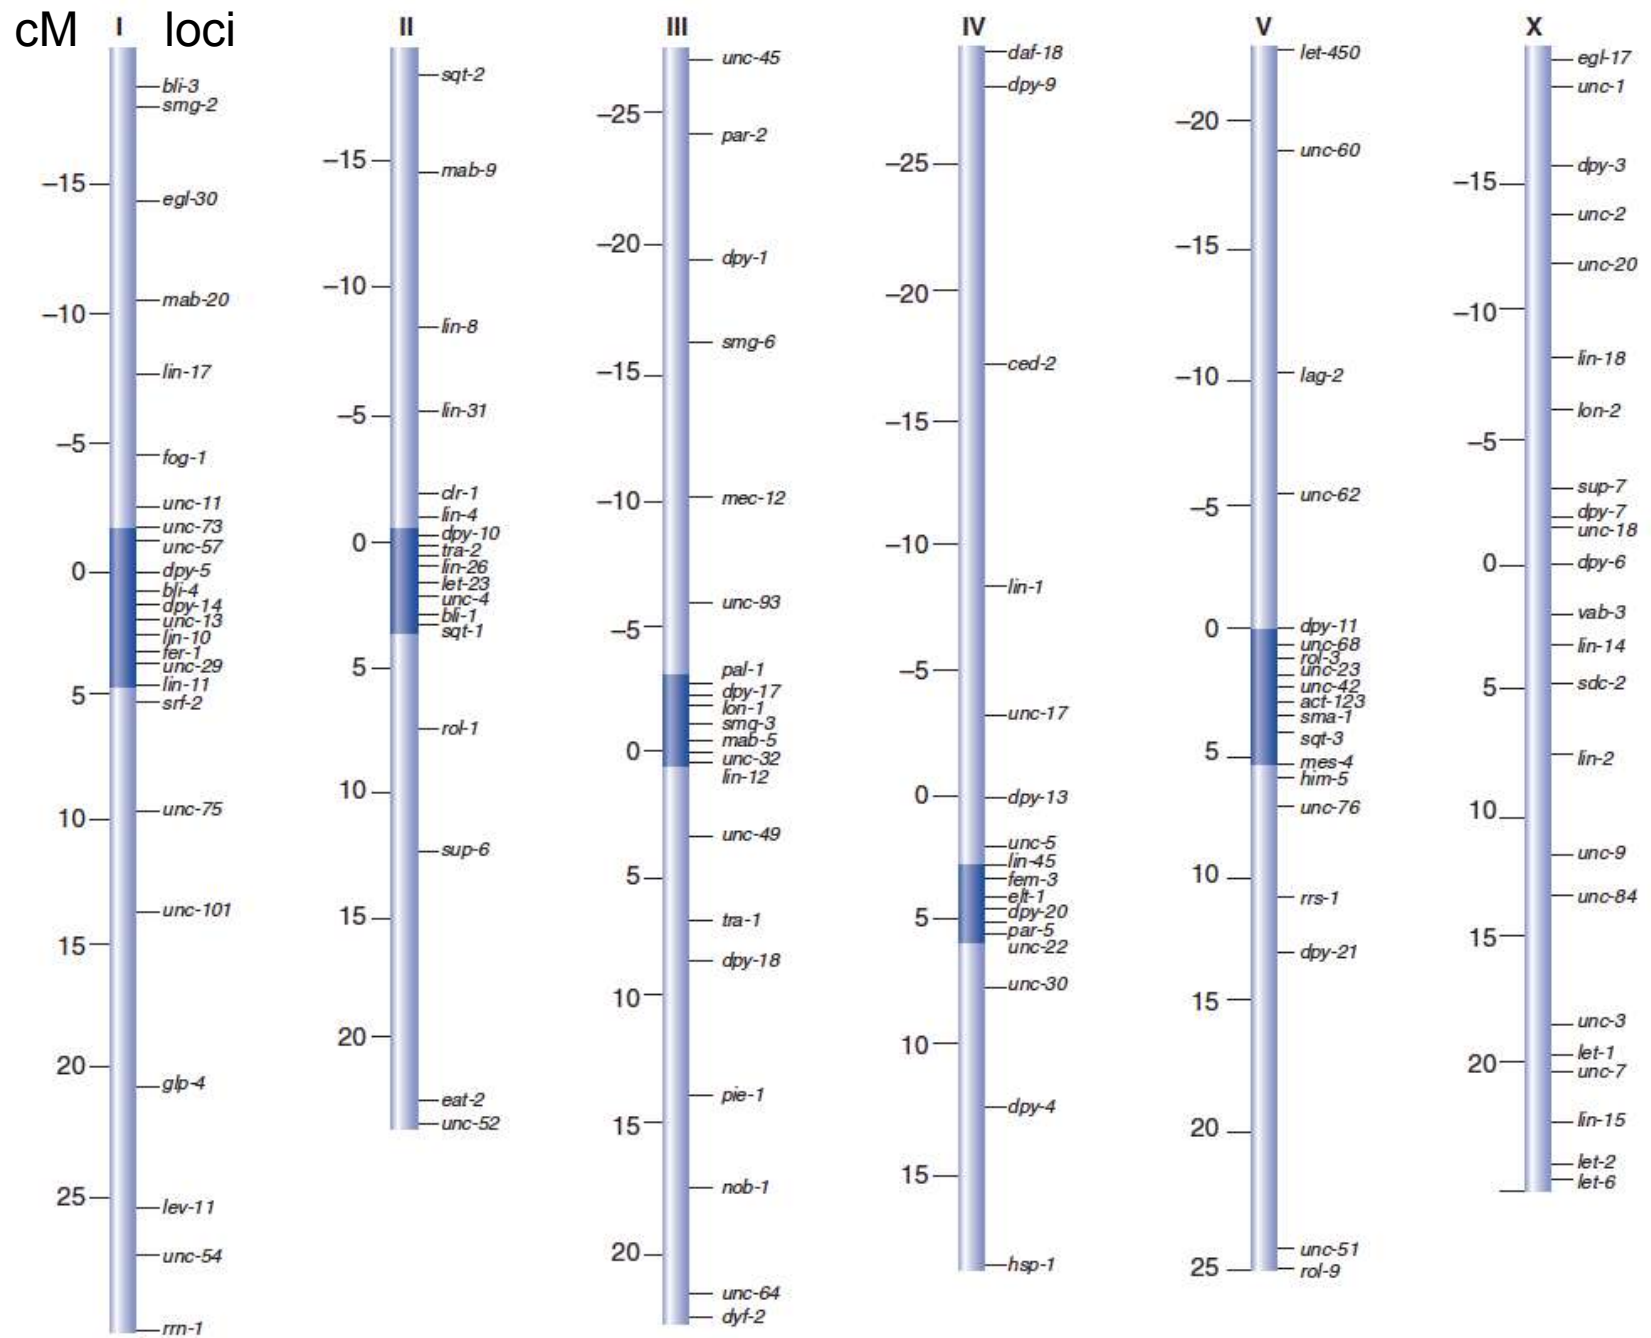 cM loci
I
bli-3
smg-2
–15
egl-30
mab-20
–10
lin-17
–5
fog-1
unc-11
unc-73
unc-57
0
dpy-5
bli-4
dpy-14
unc-13
lin-10
fer-1
unc-29
lin-11
5
srf-2
unc-75
10
unc-101
15
20
glp-4
25
lev-11
unc-54
rrn-1
II
sqt-2
–15
mab-9
–10
lin-8
lin-31
–5
clr-1
lin-4
dpy-10
0
tra-2
lin-26
let-23
unc-4
bli-1
sqt-1
5
rol-1
10
sup-6
15
20
eat-2
unc-52
III
unc-45
–25
par-2
–20
dpy-1
smg-6
–15
mec-12
–10
unc-93
–5
pal-1
dpy-17
lon-1
smg-3
mab-5
0
unc-32
lin-12
unc-49
5
tra-1
dpy-18
10
pie-1
15
nob-1
20
unc-64
dyf-2
IV
daf-18
dpy-9
–25
–20
ced-2
–15
–10
lin-1
–5
unc-17
0
dpy-13
unc-5
lin-45
fem-3
elt-1
dpy-20
5
par-5
unc-22
unc-30
10
dpy-4
15
hsp-1
V
let-450
–20
unc-60
–15
–10
lag-2
unc-62
–5
0
dpy-11
unc-68
rol-3
unc-23
unc-42
act-123
sma-1
sqt-3
5
mes-4
him-5
unc-76
10
rrs-1
dpy-21
15
20
unc-51
25
rol-9
X
egl-17
unc-1
dpy-3
–15
unc-2
unc-20
–10
lin-18
lon-2
–5
sup-7
dpy-7
unc-18
0
dpy-6
vab-3
lin-14
sdc-2
5
lin-2
10
unc-9
unc-84
15
unc-3
let-1
20
unc-7
lin-15
let-2
let-6